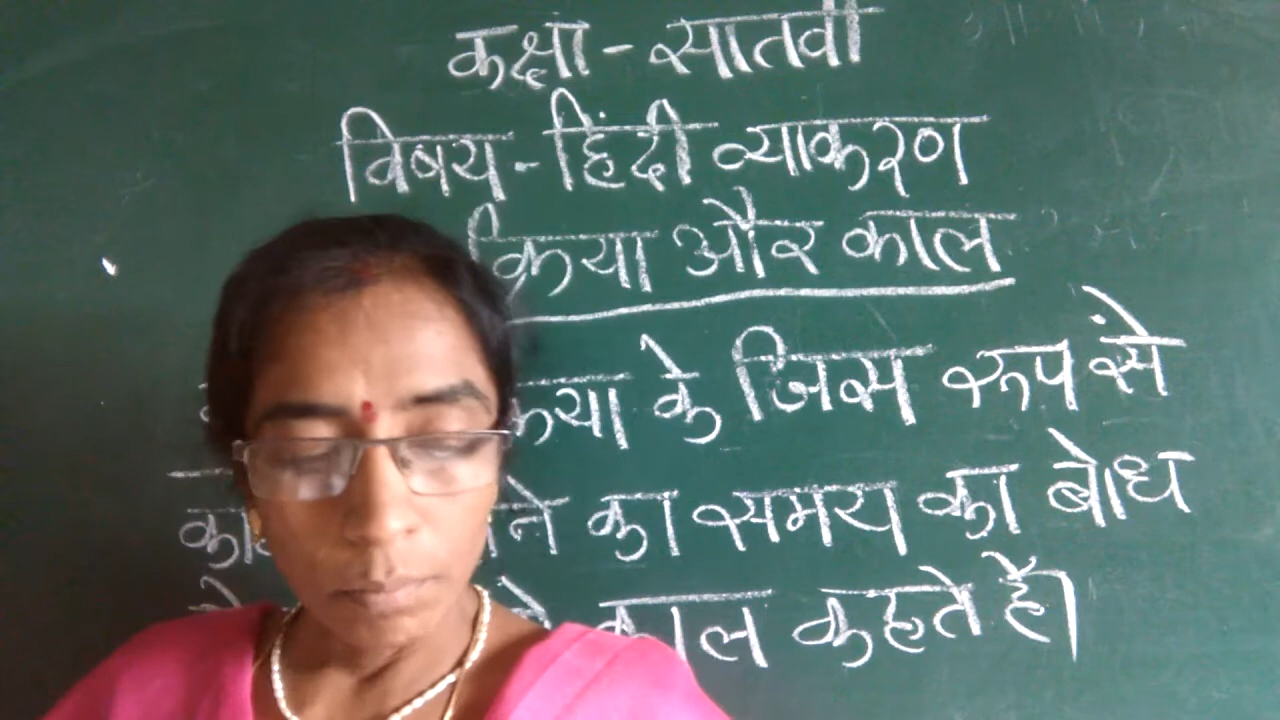 कक्षा - सातवी
विषय - हिंदी व्याकरण
क्रिया और काल
के जिस रूप से
का समय का बोध
काल कहते हैं।